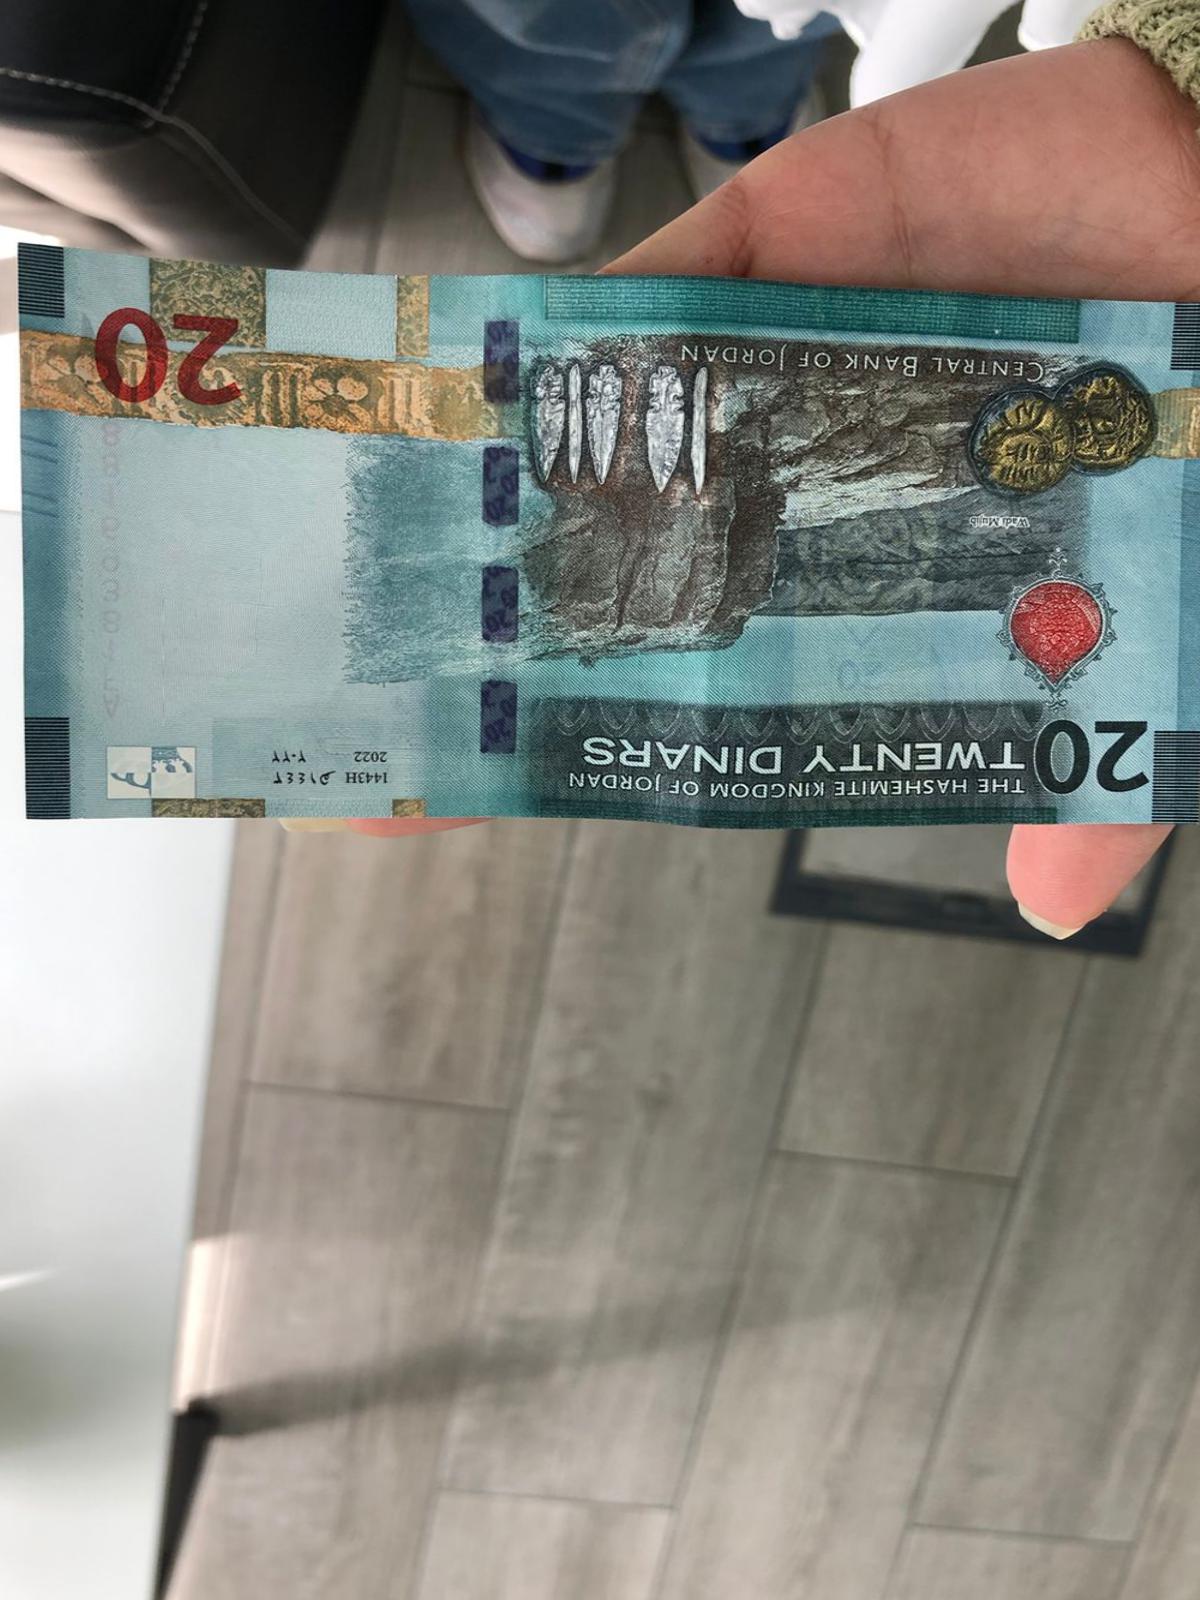 20
THE HASHEMITE KINGDOM OF JORDAN
TWENTY DINARS
1443H ١٤٤٣هـ
2022 ٢٠٢٢
Wadi Mujib
CENTRAL BANK OF JORDAN
20